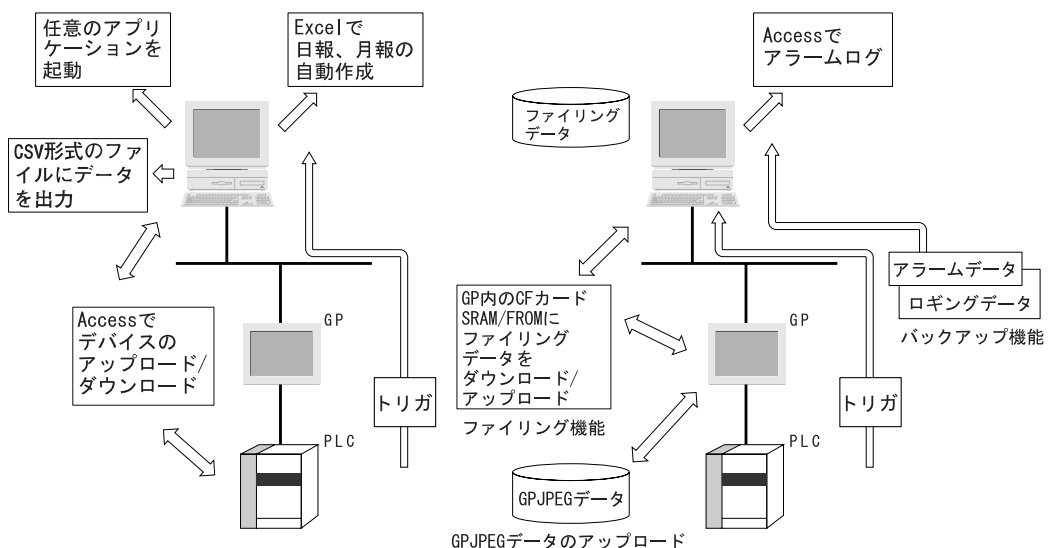 任意のアプリ
ケーションを
起動
Excelで
日報、月報の
自動作成
CSV形式のファ
イルにデータ
を出力
Accessで
デバイスの
アップロード/
ダウンロード
GP
トリガ
PLC
Accessで
アラームログ
ファイリング
データ
アラームデータ
ロギングデータ
バックアップ機能
GP内のCFカード
SRAM/FROMに
ファイリング
データを
ダウンロード/
アップロード
ファイリング機能
GP
トリガ
PLC
GPJPEGデータ
GPJPEGデータのアップロード